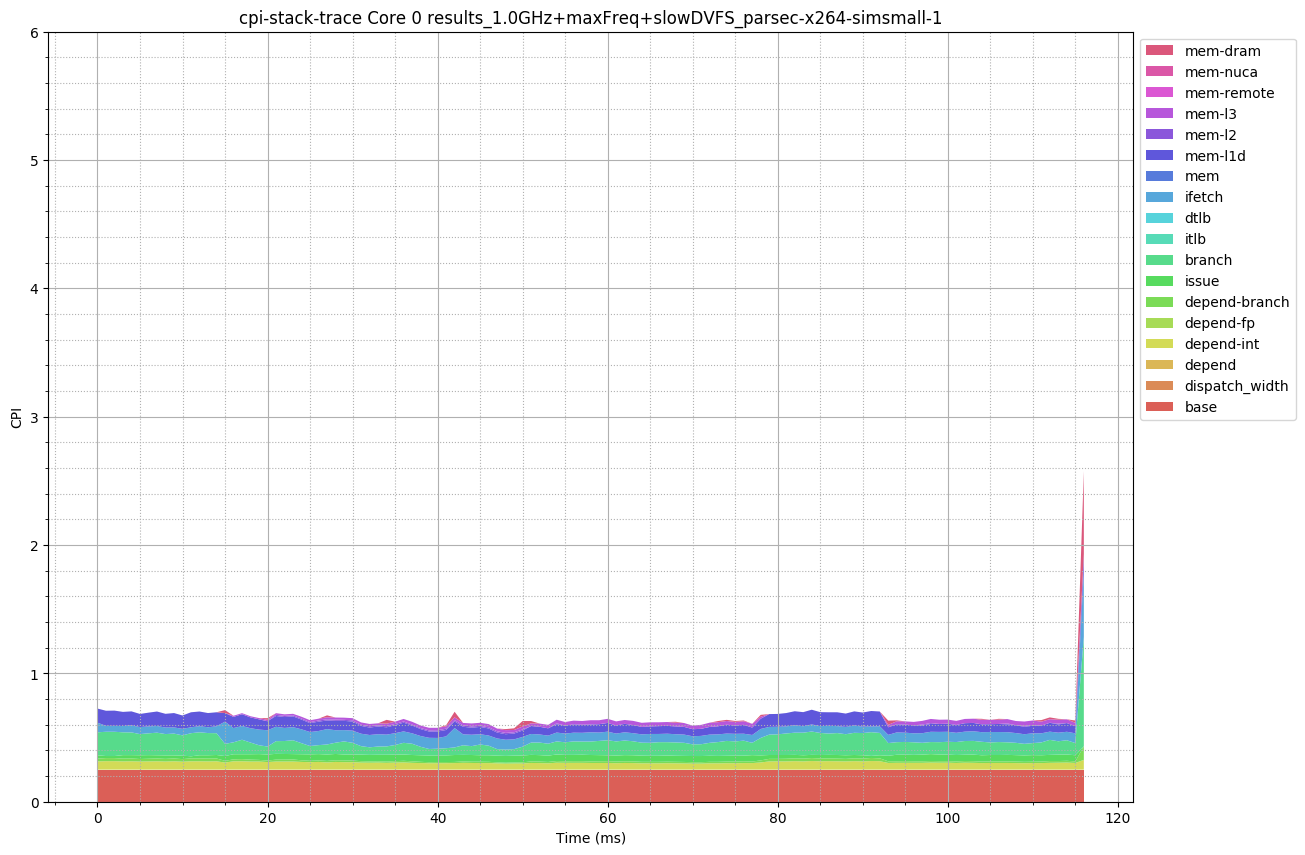 cpi-stack-trace Core 0 results_1.0GHz+maxFreq+slowDVFS_parsec-x264-simsmall-1
6
5
4
3
2
1
0
CPI
0 20 40 60 80 100 120
Time (ms)
mem-dram
mem-nuca
mem-remote
mem-l3
mem-l2
mem-l1d
mem
ifetch
dtlb
itlb
branch
issue
depend-branch
depend-fp
depend-int
depend
dispatch_width
base